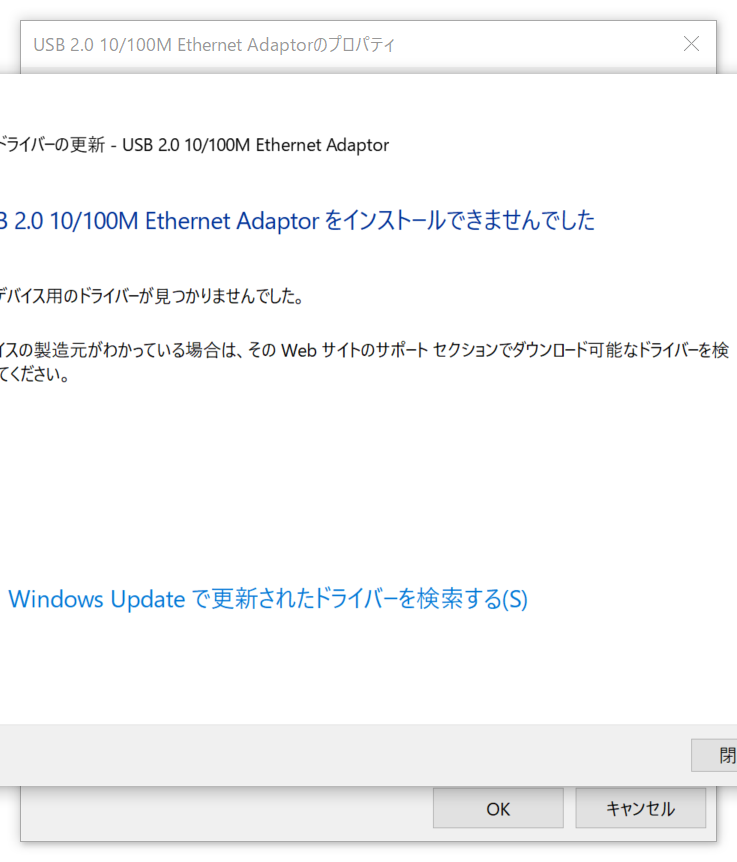 USB 2.0 10/100M Ethernet Adaptorのプロパティ
ドライバーの更新 - USB 2.0 10/100M Ethernet Adaptor
B 2.0 10/100M Ethernet Adaptor をインストールできませんでした
デバイス用のドライバーが見つかりませんでした。
イスの製造元がわかっている場合は、その Web サイトのサポート セクションでダウンロード可能なドライバーを検
てください。
Windows Update で更新されたドライバーを検索する(S)
閉
OK
キャンセル